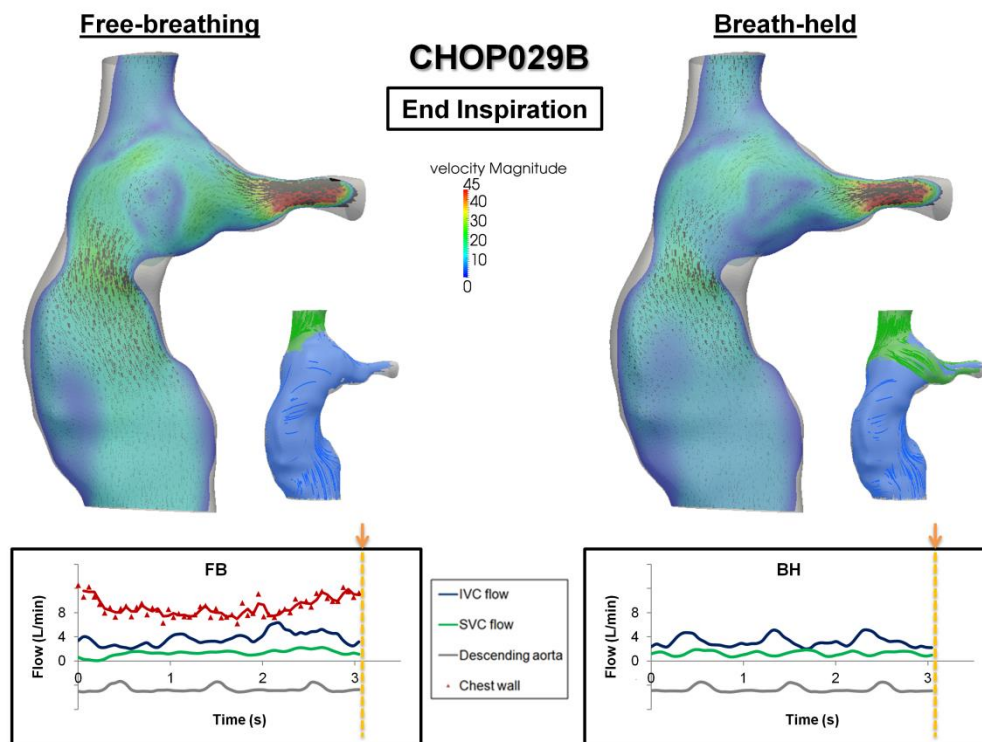 Free-breathing
Breath-held
CHOP029B
End Inspiration
velocity Magnitude
45
40
30
20
10
0
FB
Flow (L/min)
8
4
0
0
1
2
3
Time (s)
IVC flow
SVC flow
Descending aorta
Chest wall
BH
Flow (L/min)
8
4
0
0
1
2
3
Time (s)